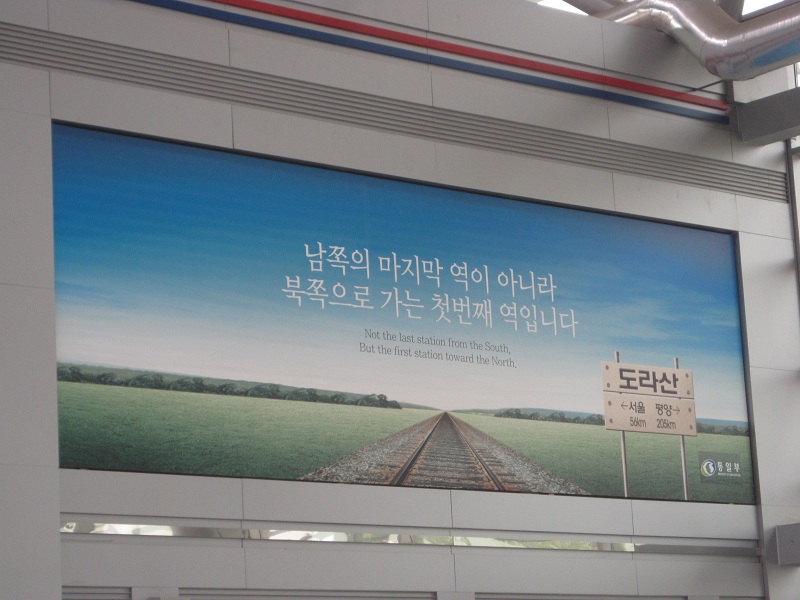 남쪽의 마지막 역이 아니라
북쪽으로 가는 첫번째 역입니다
Not the last station from the South,
But the first station toward the North.
도라산
←서울 평양→
56km 205km
통일부